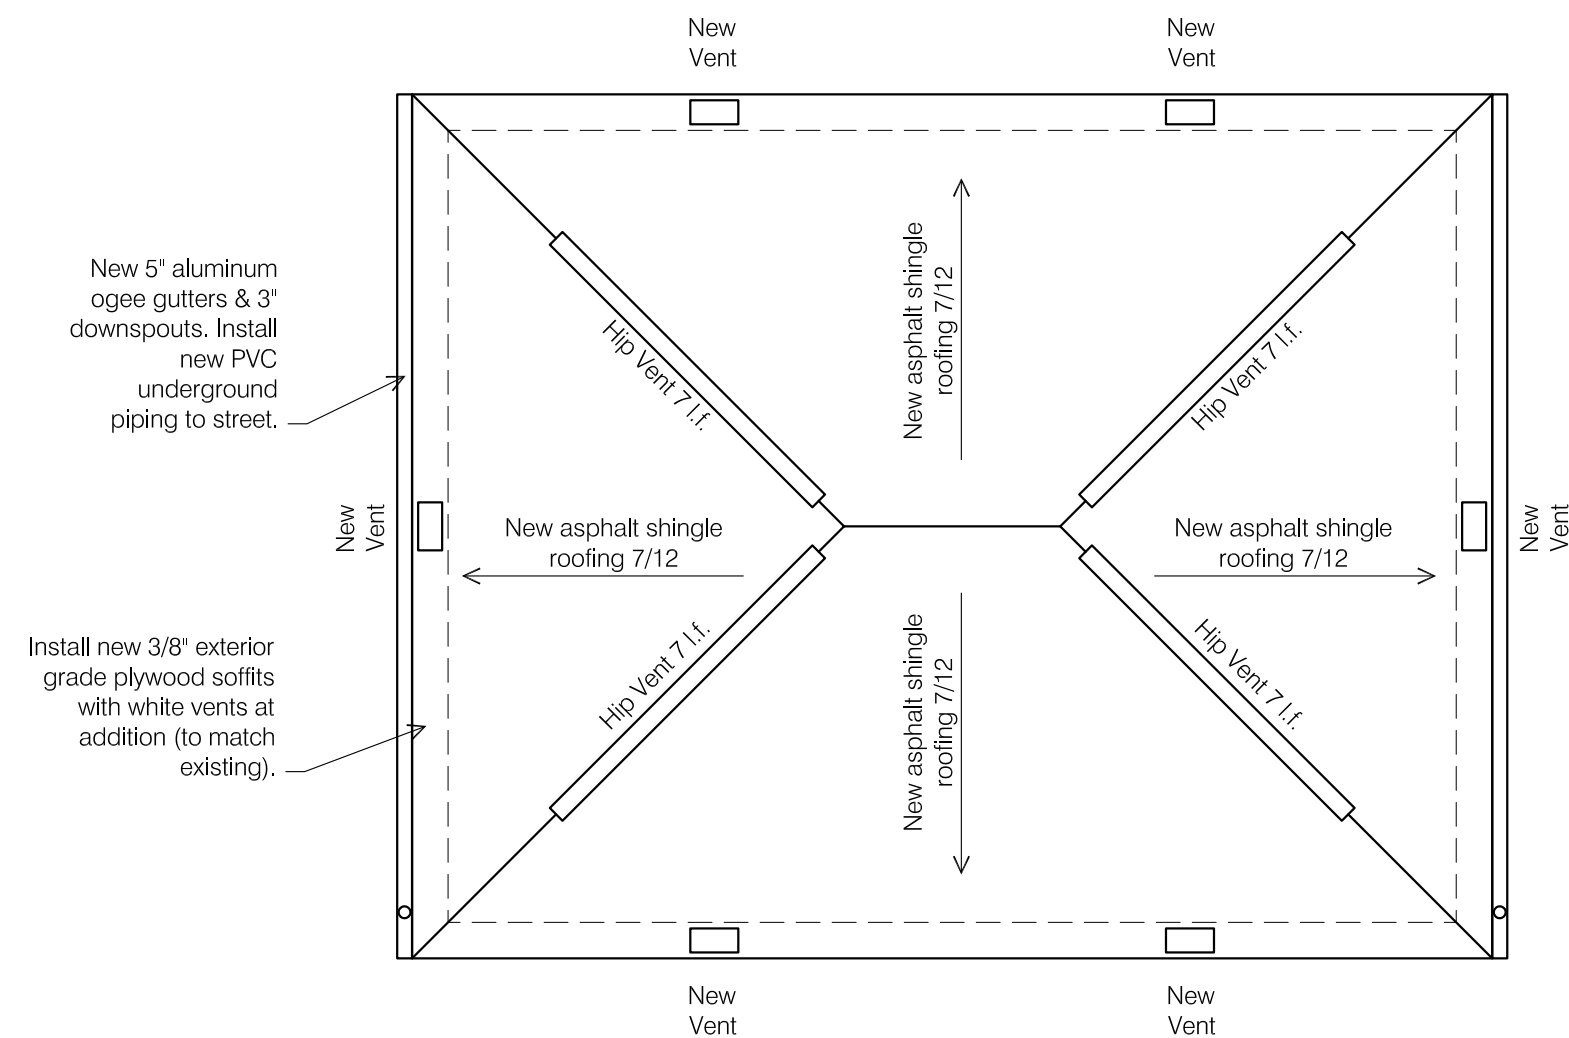 New
Vent
New
Vent
New 5" aluminum
ogee gutters & 3"
downspouts. Install
new PVC
underground
piping to street.
Hip Vent 7 l.f.
New asphalt shingle
roofing 7/12
Hip Vent 7 l.f.
New
Vent
New asphalt shingle
roofing 7/12
New asphalt shingle
roofing 7/12
New
Vent
Install new 3/8" exterior
grade plywood soffits
with white vents at
addition (to match
existing).
Hip Vent 7 l.f.
New asphalt shingle
roofing 7/12
Hip Vent 7 l.f.
New
Vent
New
Vent